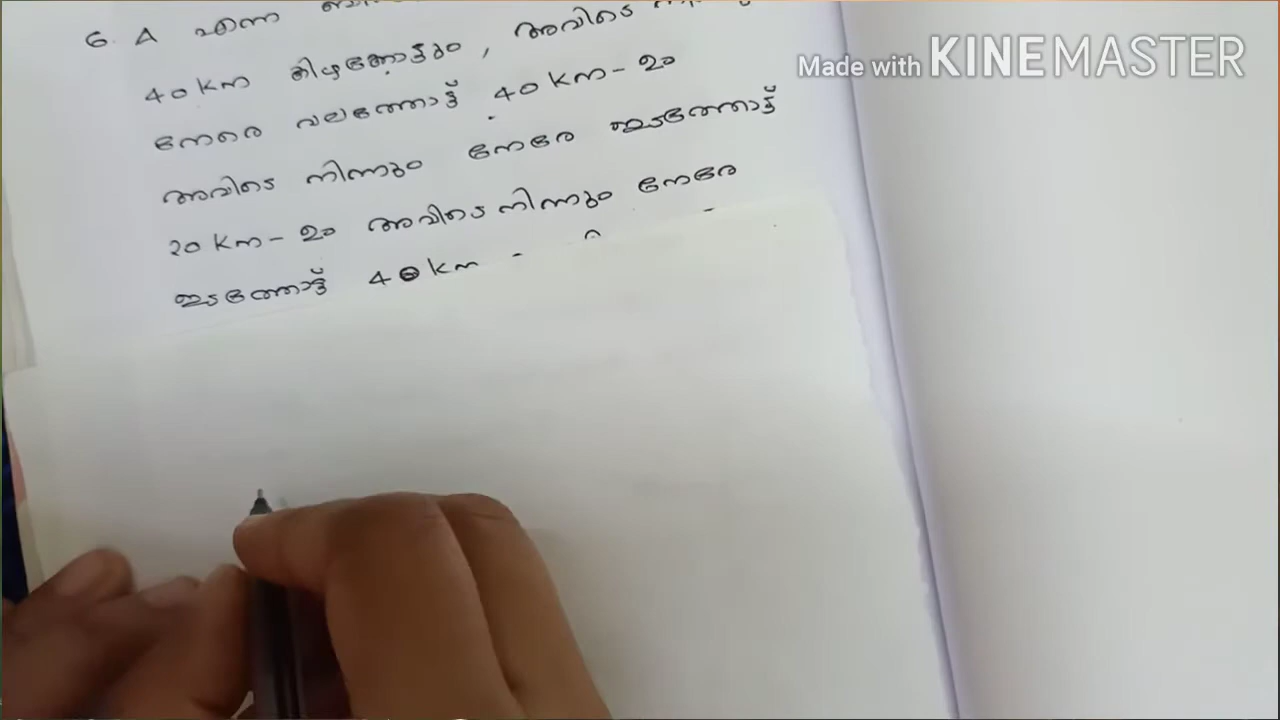 6. A എന്ന
40 km കിഴക്കോട്ടും, അവിടെ
നേരെ വലത്തോട്ട് 40 km - ഉം
അവിടെ നിന്നും നേരേ ഇടത്തോട്ട്
20 km - ഉം അവിടെ നിന്നും നേരേ
ഇടത്തോട്ട് 40 km
Made with KINEMASTER